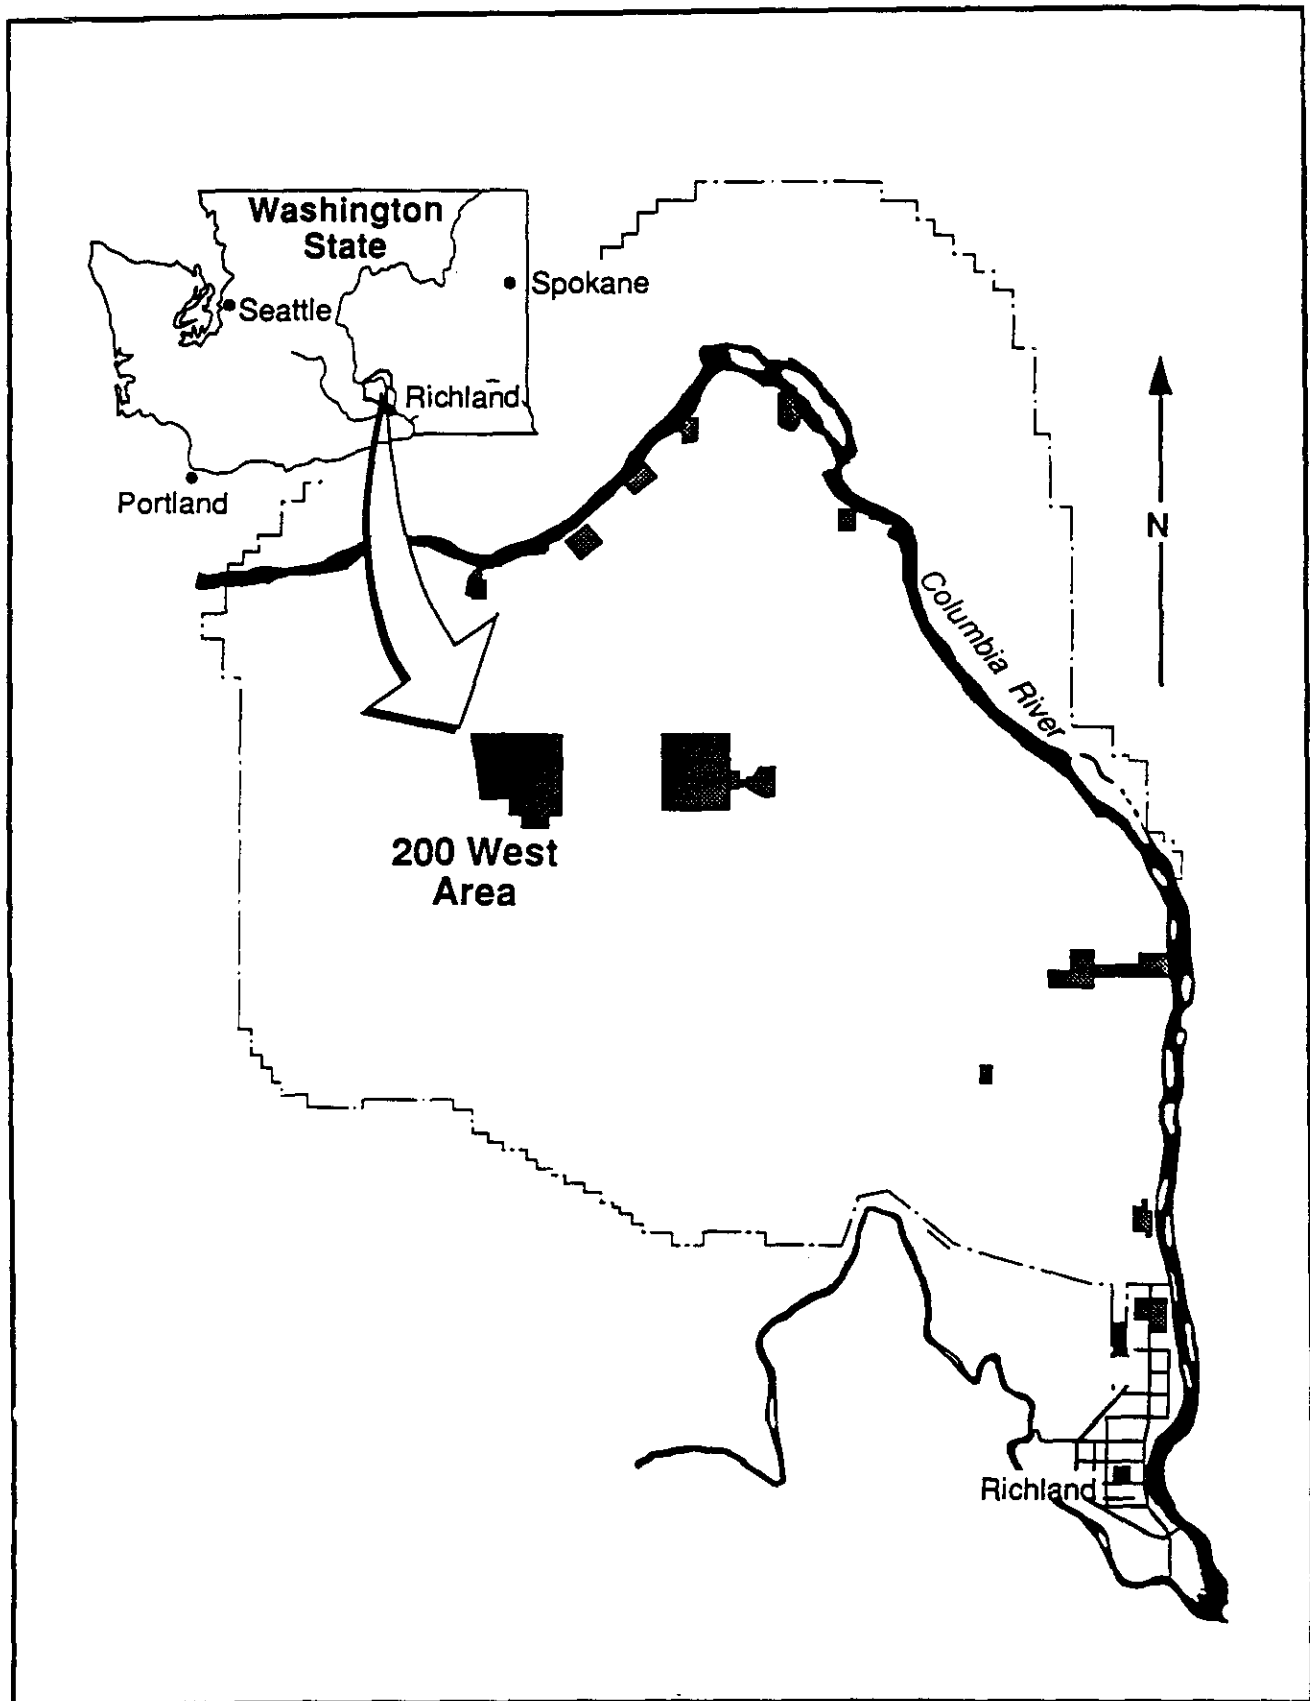 Washington
State
Spokane
Seattle
Richland
Portland
N
Columbia River
200 West
Area
Richland